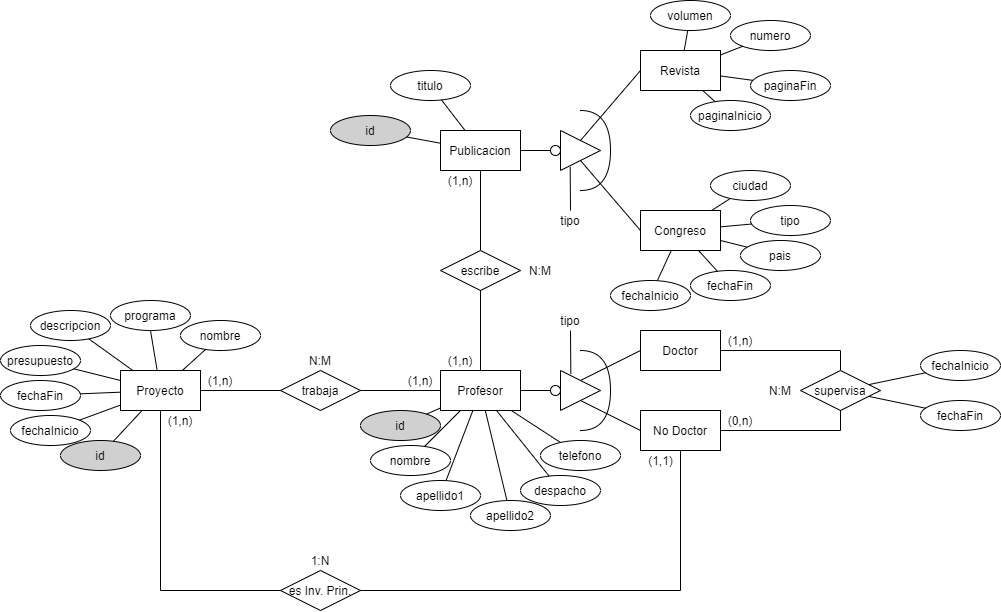 volumen
numero
Revista
paginaFin
paginaInicio
titulo
id
Publicacion
(1,n)
tipo
ciudad
tipo
Congreso
pais
fechaFin
fechaInicio
escribe
N:M
programa
descripcion
nombre
presupuesto
Proyecto
(1,n)
fechaFin
fechaInicio
(1,n)
id
N:M
trabaja
(1,n)
(1,n)
Profesor
id
nombre
apellido1
apellido2
despacho
telefono
tipo
Doctor
(1,n)
No Doctor
(0,n)
(1,1)
N:M
supervisa
fechaInicio
fechaFin
1:N
es Inv. Prin.